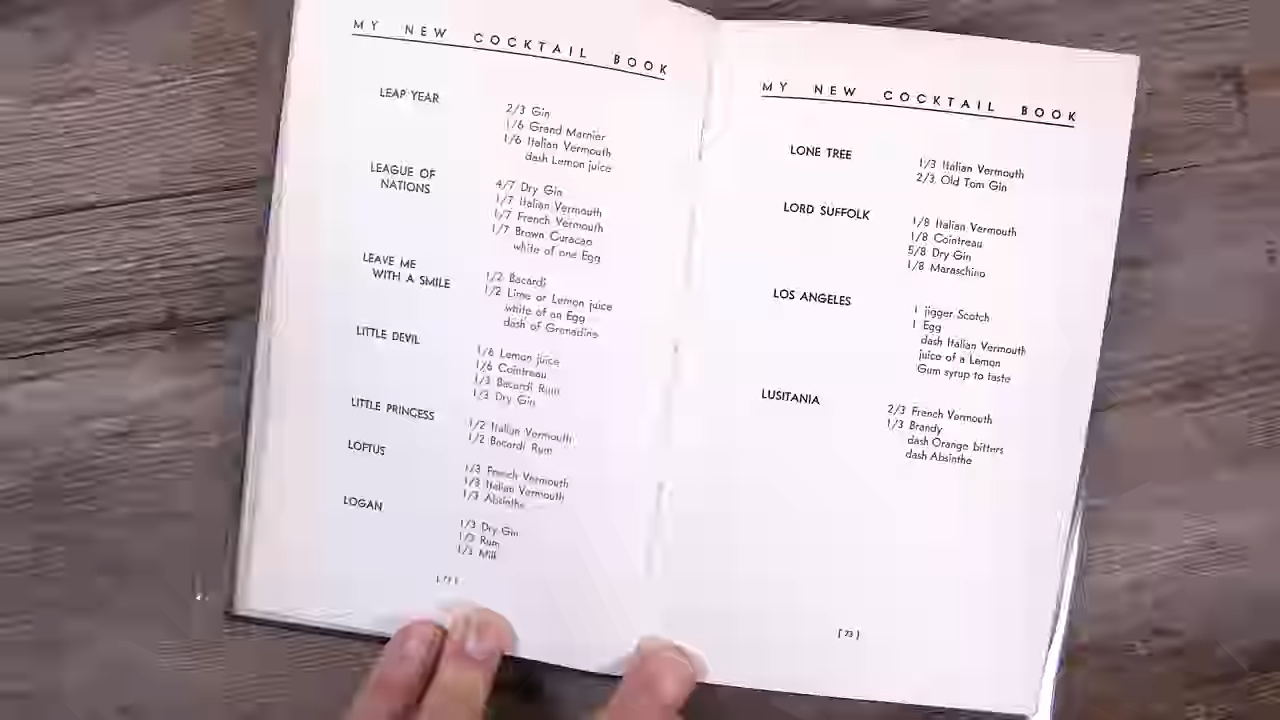 MY NEW COCKTAIL BOOK
LEAP YEAR
2/3 Gin
1/6 Grand Marnier
1/6 Italian Vermouth
dash Lemon juice
LEAGUE OF
NATIONS
4/7 Dry Gin
1/7 Italian Vermouth
1/7 French Vermouth
1/7 Brown Curacao
white of one Egg
LEAVE ME
WITH A SMILE
1/2 Bacardi
1/2 Lime or Lemon juice
white of an Egg
dash of Grenadine
LITTLE DEVIL
1/6 Lemon juice
1/6 Cointreau
1/3 Bacardi Rum
1/3 Dry Gin
LITTLE PRINCESS
1/2 Italian Vermouth
1/2 Bacardi Rum
LOFTUS
1/3 French Vermouth
1/3 Italian Vermouth
1/3 Absinthe
LOGAN
1/3 Dry Gin
1/3 Rum
1/3 Milk
MY NEW COCKTAIL BOOK
LONE TREE
1/3 Italian Vermouth
2/3 Old Tom Gin
LORD SUFFOLK
1/8 Italian Vermouth
1/8 Cointreau
5/8 Dry Gin
1/8 Maraschino
LOS ANGELES
1 jigger Scotch
1 Egg
dash Italian Vermouth
juice of a Lemon
Gum syrup to taste
LUSITANIA
2/3 French Vermouth
1/3 Brandy
dash Orange bitters
dash Absinthe
[ 73 ]